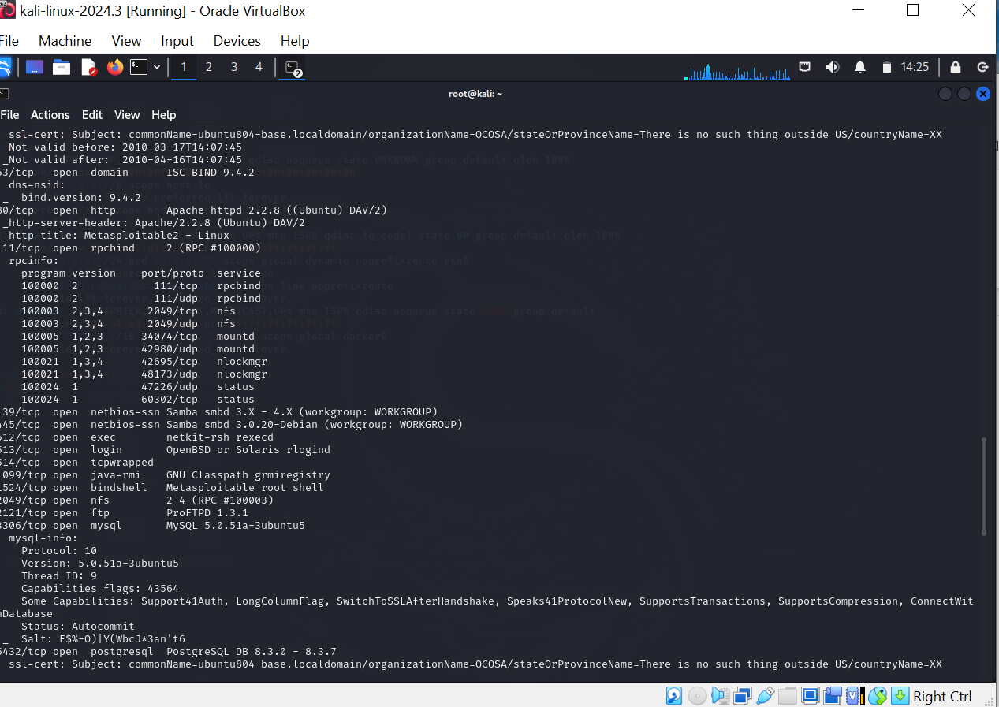 kali-linux-2024.3 [Running] - Oracle VirtualBox
File Machine View Input Devices Help
1 2 3 4 2 14:25
root@kali: ~
File Actions Edit View Help
ssl-cert: Subject: commonName=ubuntu804-base.localdomain/organizationName=OCOSA/stateOrProvinceName=There is no such thing outside US/countryName=XX
Not valid before: 2010-03-17T14:07:45
_Not valid after:  2010-04-16T14:07:45
53/tcp open domain ISC BIND 9.4.2
dns-nsid:
_ bind.version: 9.4.2
80/tcp open http Apache httpd 2.2.8 ((Ubuntu) DAV/2)
_http-server-header: Apache/2.2.8 (Ubuntu) DAV/2
_http-title: Metasploitable2 - Linux
111/tcp open rpcbind 2 (RPC #100000)
rpcinfo:
program version port/proto service
100000 2 111/tcp rpcbind
100000 2 111/udp rpcbind
100003 2,3,4 2049/tcp nfs
100003 2,3,4 2049/udp nfs
100005 1,2,3 34074/tcp mountd
100005 1,2,3 42980/udp mountd
100021 1,3,4 42695/tcp nlockmgr
100021 1,3,4 48173/udp nlockmgr
100024 1 47226/udp status
_ 100024 1 60302/tcp status
139/tcp open netbios-ssn Samba smbd 3.X - 4.X (workgroup: WORKGROUP)
445/tcp open netbios-ssn Samba smbd 3.0.20-Debian (workgroup: WORKGROUP)
512/tcp open exec netkit-rsh rexecd
513/tcp open login OpenBSD or Solaris rlogind
514/tcp open tcpwrapped
1099/tcp open java-rmi GNU Classpath grmiregistry
1524/tcp open bindshell Metasploitable root shell
2049/tcp open nfs 2-4 (RPC #100003)
2121/tcp open ftp ProFTPD 1.3.1
3306/tcp open mysql MySQL 5.0.51a-3ubuntu5
mysql-info:
Protocol: 10
Version: 5.0.51a-3ubuntu5
Thread ID: 9
Capabilities flags: 43564
Some Capabilities: Support41Auth, LongColumnFlag, SwitchToSSLAfterHandshake, Speaks41ProtocolNew, SupportsTransactions, SupportsCompression, ConnectWit
hDatabase
Status: Autocommit
_ Salt: E$%-O)|Y(WbcJ*3an't6
5432/tcp open postgresql PostgreSQL DB 8.3.0 - 8.3.7
ssl-cert: Subject: commonName=ubuntu804-base.localdomain/organizationName=OCOSA/stateOrProvinceName=There is no such thing outside US/countryName=XX
Right Ctrl